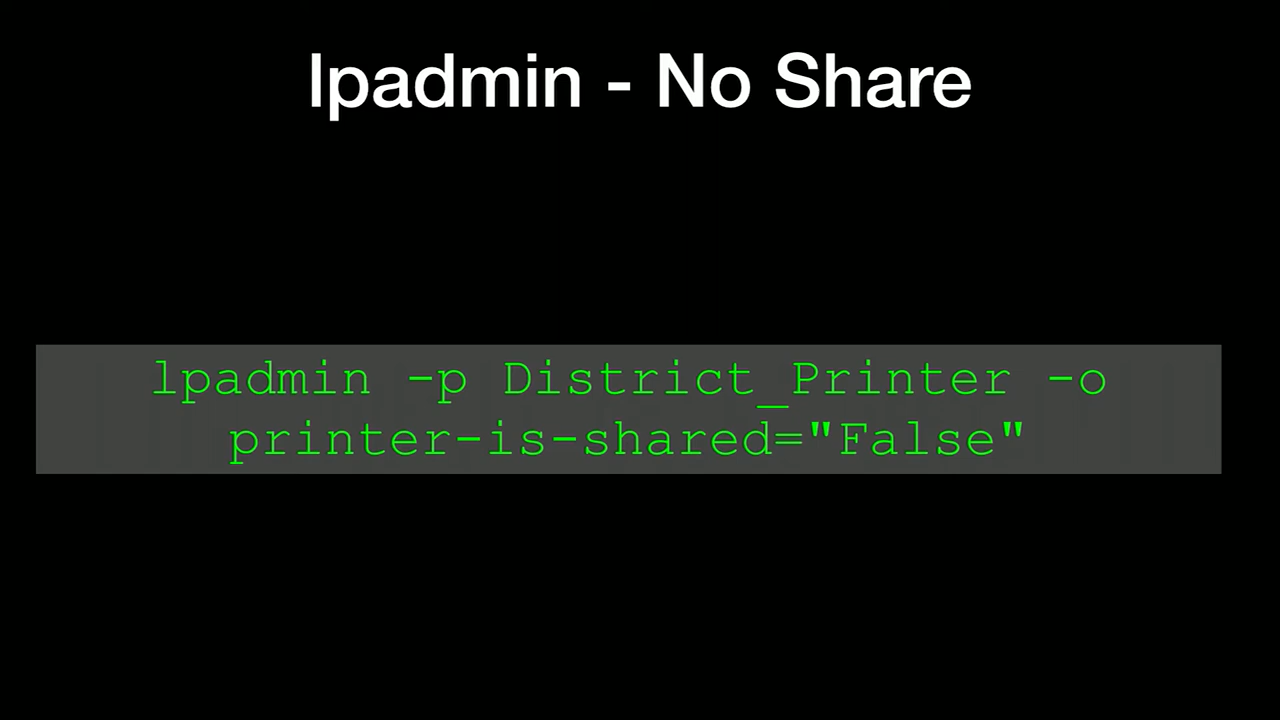 lpadmin - No Share
lpadmin -p District_Printer -o
printer-is-shared="False"